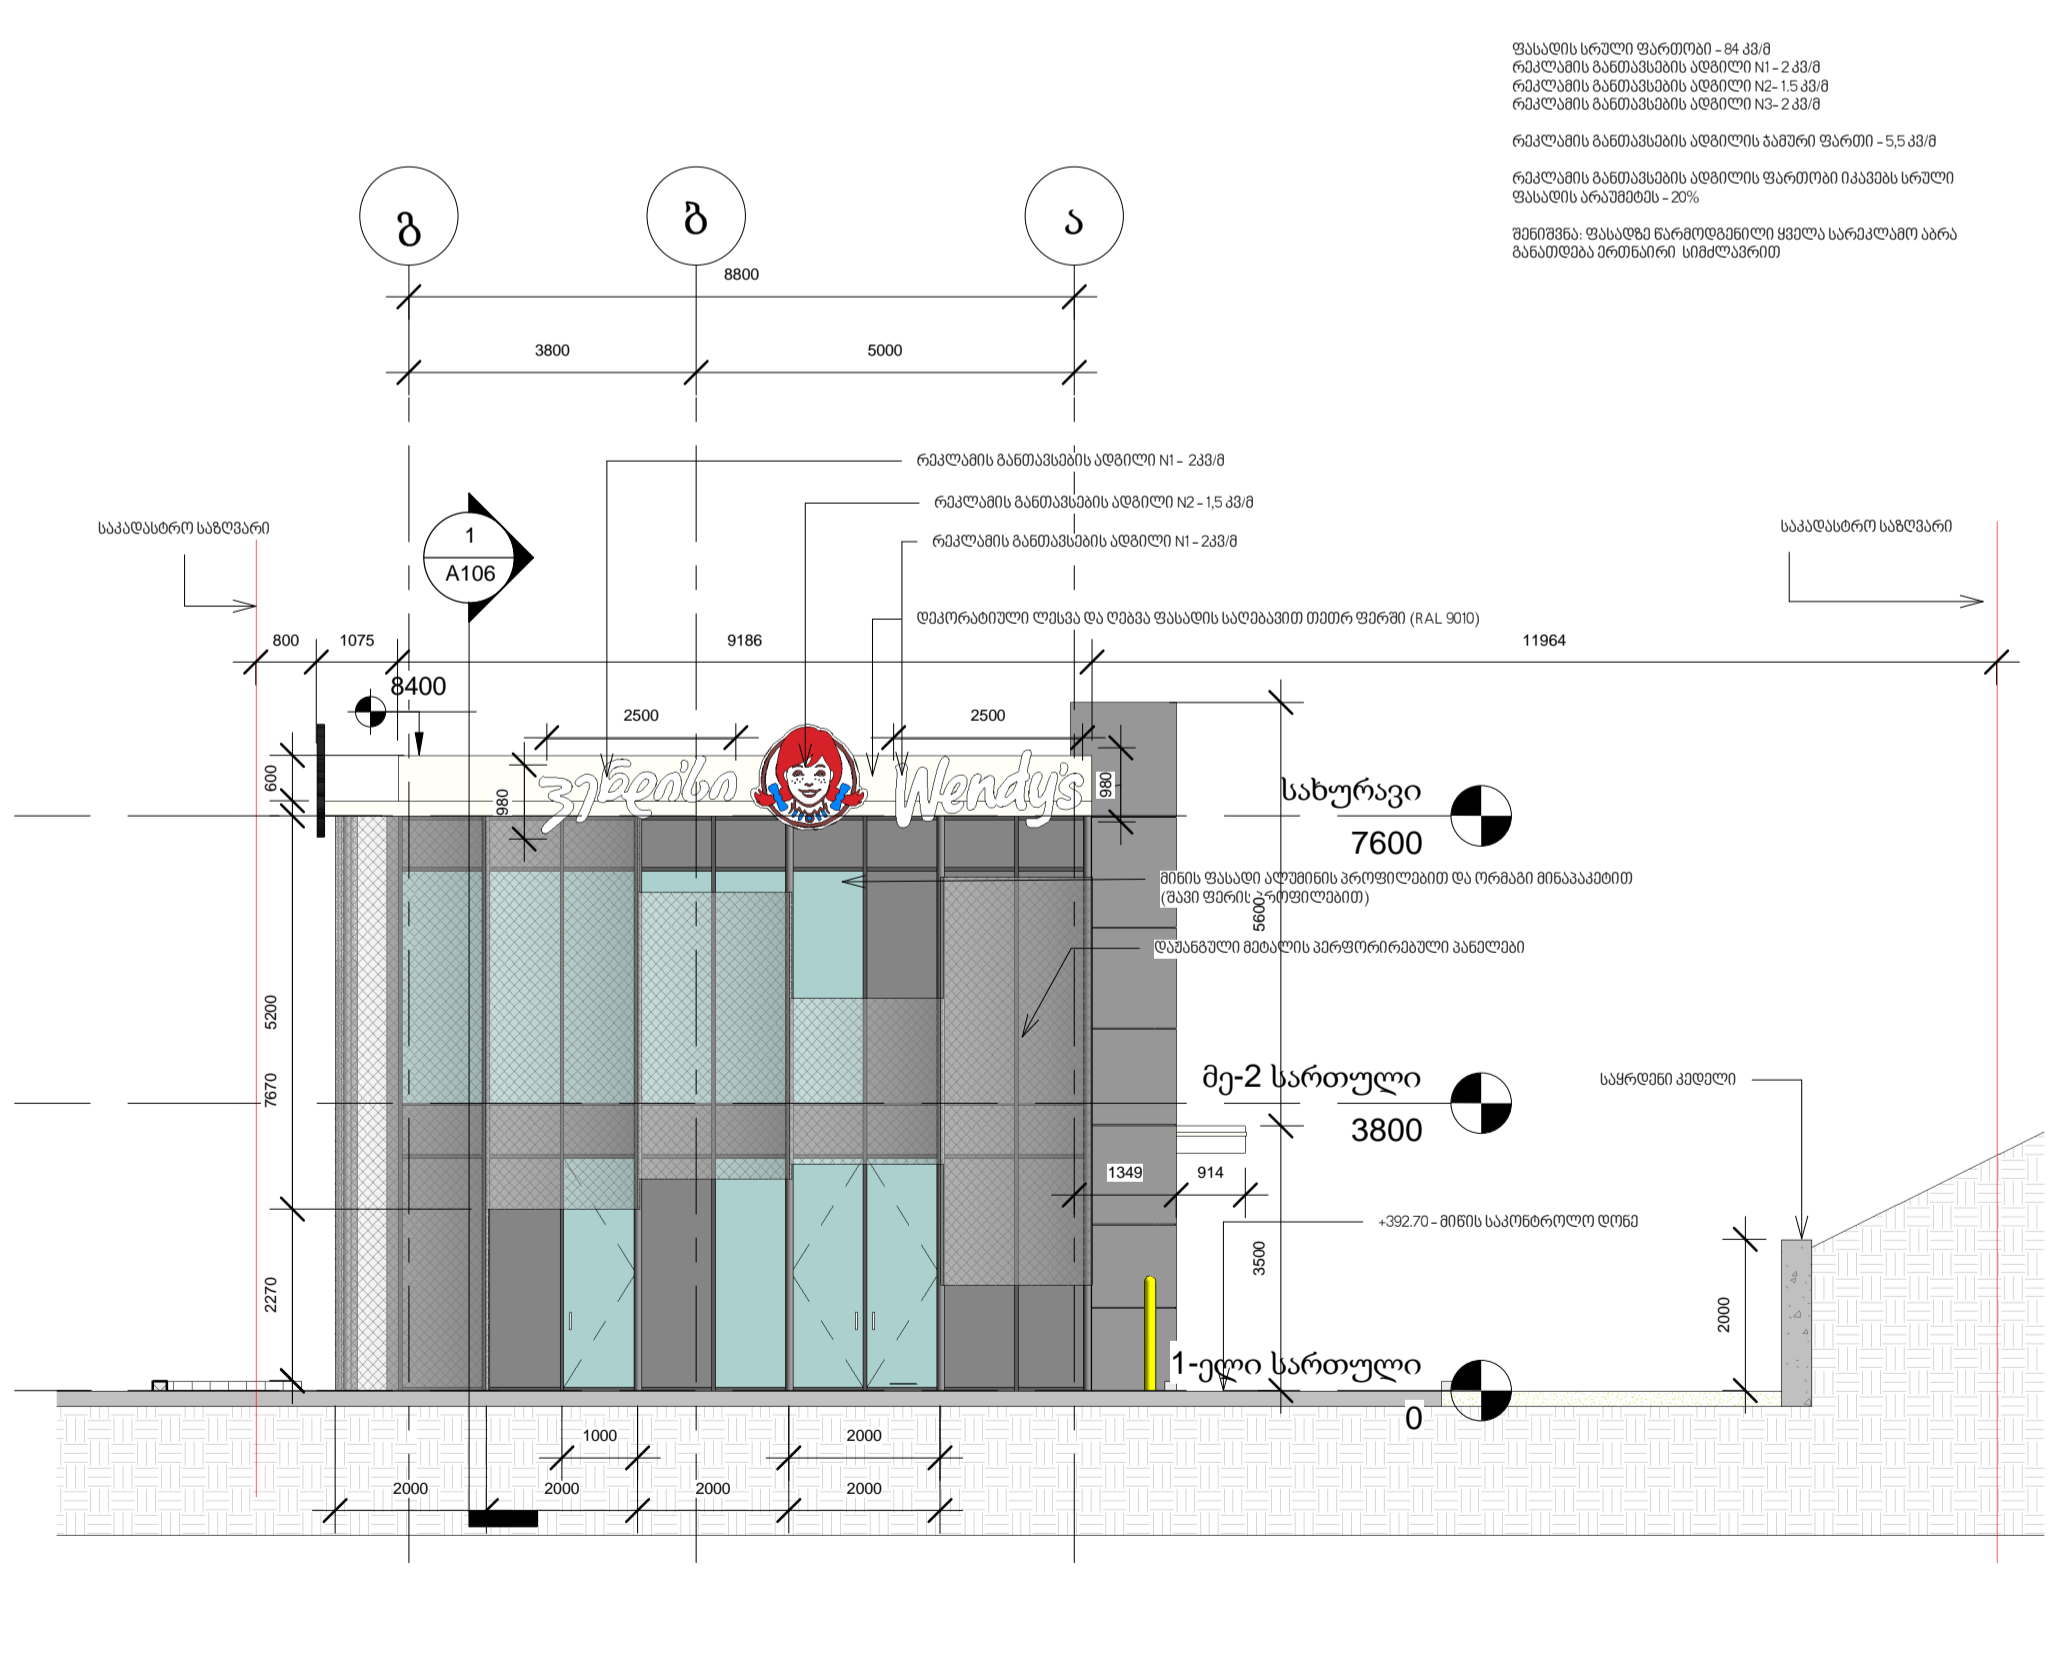 ფასადის სრული ფართობი - 84 კვ/მ
რეკლამის განთავსების ადგილი N1 - 2 კვ/მ
რეკლამის განთავსების ადგილი N2- 1.5 კვ/მ
რეკლამის განთავსების ადგილი N3- 2 კვ/მ
რეკლამის განთავსების ადგილის ჯამური ფართი - 5,5 კვ/მ
რეკლამის განთავსების ადგილის ფართობი იკავებს სრული
ფასადის არაუმეტეს - 20%
შენიშვნა: ფასადზე წარმოდგენილი ყველა სარეკლამო აბრა
განათდება ერთნაირი სიმძლავრით
გ
ბ
ა
8800
3800
5000
რეკლამის განთავსების ადგილი N1 - 2კვ/მ
რეკლამის განთავსების ადგილი N2 - 1,5 კვ/მ
რეკლამის განთავსების ადგილი N1 - 2კვ/მ
საკადასტრო საზღვარი
საკადასტრო საზღვარი
1
A106
დეკორატიული ლესვა და ღებვა ფასადის საღებავით თეთრ ფერში (RAL 9010)
800
1075
9186
11964
8400
2500
2500
600
980
ვენდი'სი
Wendy's
980
სახურავი
7600
მინის ფასადი ალუმინის პროფილებით და ორმაგი მინაპაკეტით
(შავი ფერის პროფილებით)
5600
დაჟანგული მეტალის პერფორირებული პანელები
5200
7670
მე-2 სართული
3800
საყრდენი კედელი
1349
914
+392.70 - მიწის საკონტროლო დონე
3500
2270
2000
1-ელი სართული
0
1000
2000
2000
2000
2000
2000